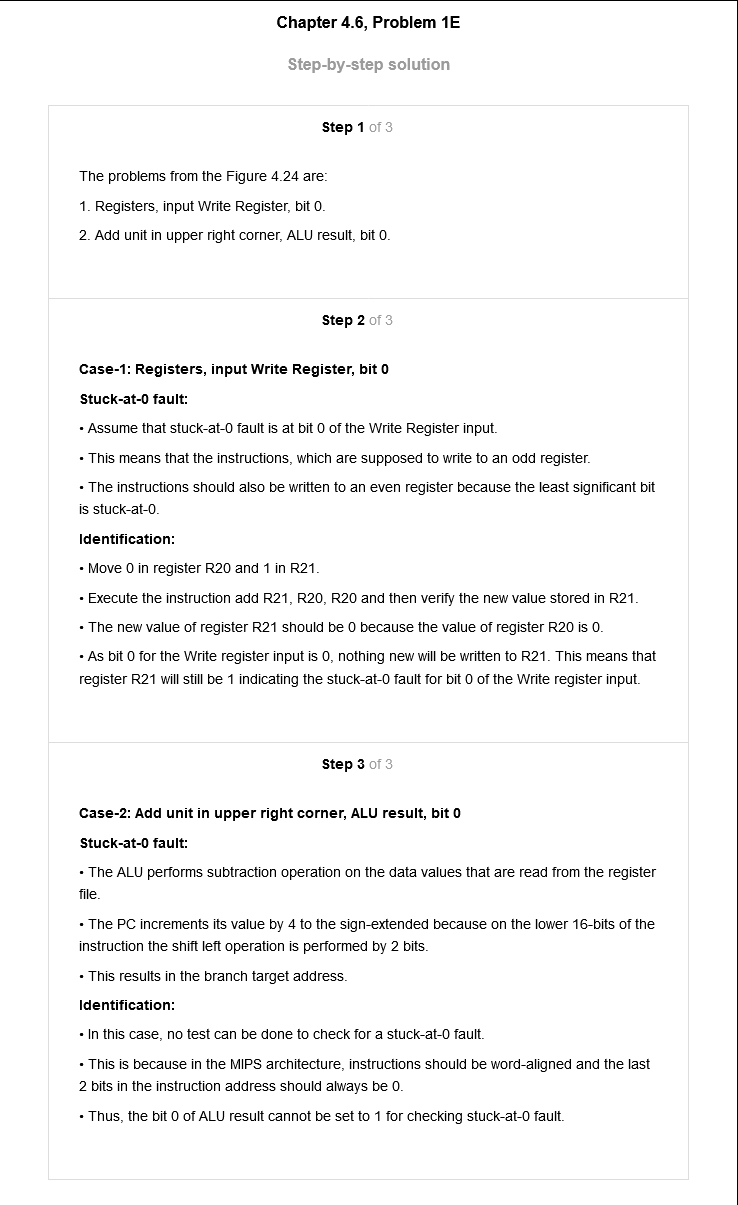 Chapter 4.6, Problem 1E
Step-by-step solution
Step 1 of 3
The problems from the Figure 4.24 are:
1. Registers, input Write Register, bit 0.
2. Add unit in upper right corner, ALU result, bit 0.
Step 2 of 3
Case-1: Registers, input Write Register, bit 0
Stuck-at-0 fault:
• Assume that stuck-at-0 fault is at bit 0 of the Write Register input.
• This means that the instructions, which are supposed to write to an odd register.
• The instructions should also be written to an even register because the least significant bit
is stuck-at-0.
Identification:
• Move 0 in register R20 and 1 in R21.
• Execute the instruction add R21, R20, R20 and then verify the new value stored in R21.
• The new value of register R21 should be 0 because the value of register R20 is 0.
• As bit 0 for the Write register input is 0, nothing new will be written to R21. This means that
register R21 will still be 1 indicating the stuck-at-0 fault for bit 0 of the Write register input.
Step 3 of 3
Case-2: Add unit in upper right corner, ALU result, bit 0
Stuck-at-0 fault:
• The ALU performs subtraction operation on the data values that are read from the register
file.
• The PC increments its value by 4 to the sign-extended because on the lower 16-bits of the
instruction the shift left operation is performed by 2 bits.
• This results in the branch target address.
Identification:
• In this case, no test can be done to check for a stuck-at-0 fault.
• This is because in the MIPS architecture, instructions should be word-aligned and the last
2 bits in the instruction address should always be 0.
• Thus, the bit 0 of ALU result cannot be set to 1 for checking stuck-at-0 fault.